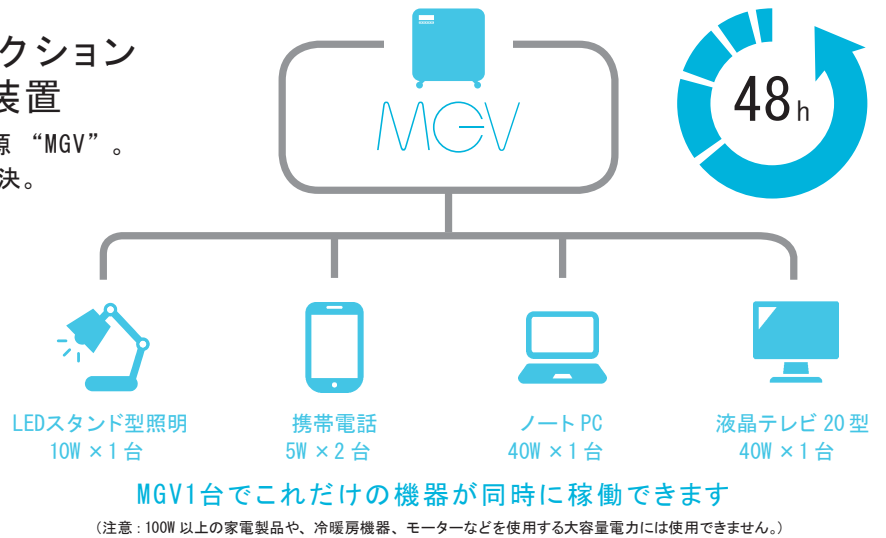 クション
装置
源 “MGV”。
決。
MGV
48h
LEDスタンド型照明
10W×1台
携帯電話
5W×2台
ノートPC
40W×1台
液晶テレビ20型
40W×1台
MGV1台でこれだけの機器が同時に稼働できます
（注意：100W以上の家電製品や、冷暖房機器、モーターなどを使用する大容量電力には使用できません。）